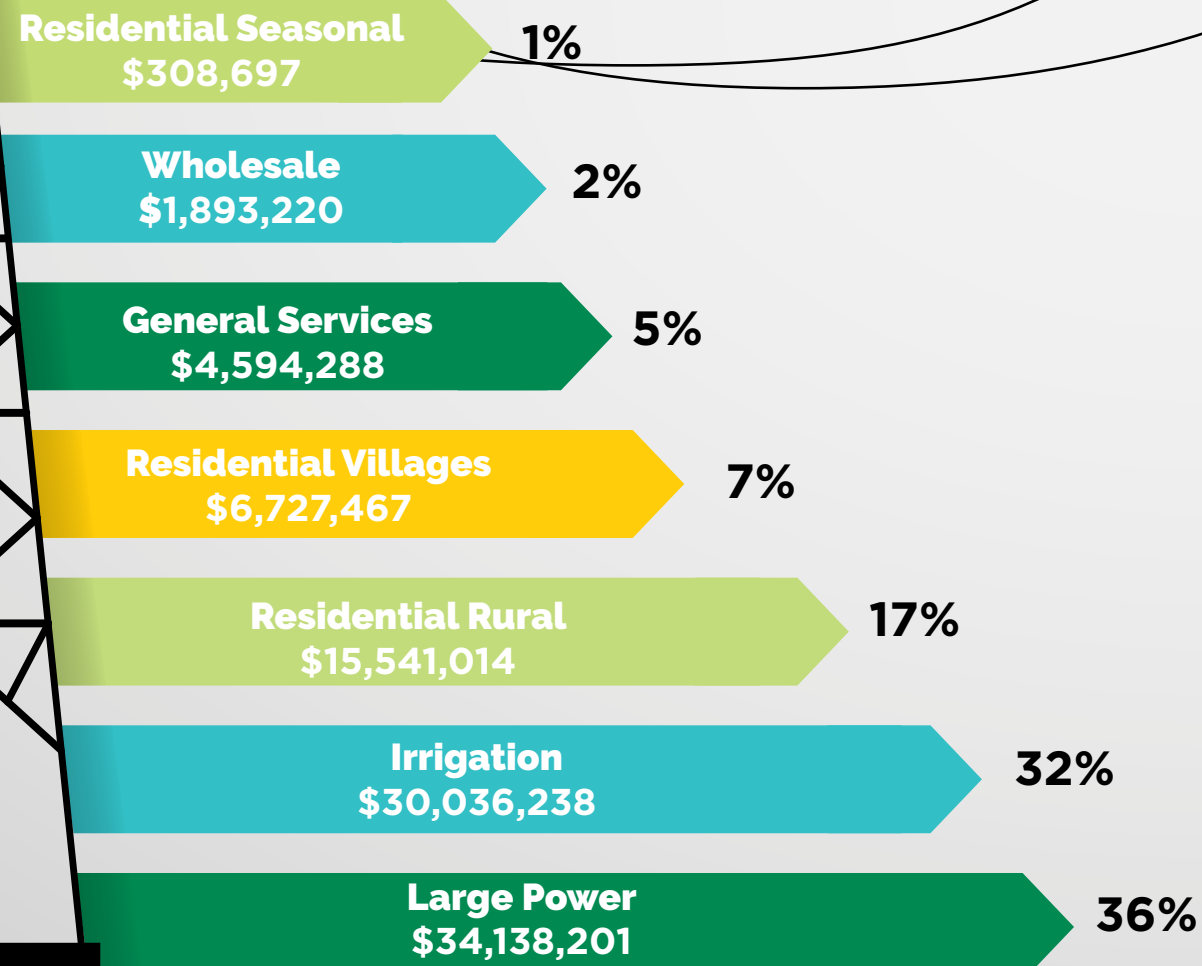 Residential Seasonal
$308,697
1%
Wholesale
$1,893,220
2%
General Services
$4,594,288
5%
Residential Villages
$6,727,467
7%
Residential Rural
$15,541,014
17%
Irrigation
$30,036,238
32%
Large Power
$34,138,201
36%